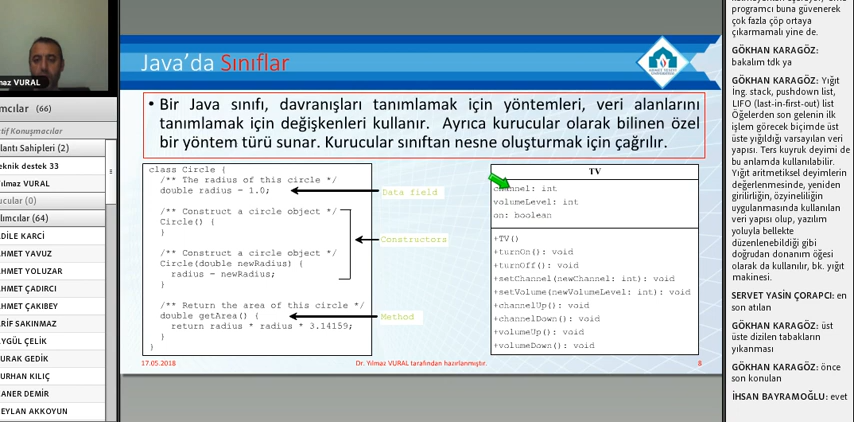 maz VURAL
mcılar (66)
tif Konuşmacılar
lantı Sahipleri (2)
eknik destek 33
ılmaz VURAL
ucular (0)
lımcılar (64)
ADİLE KARCİ
AHMET YAVUZ
HMET YOLUZAR
HMET ÇADIRCI
HMET ÇAKIBEY
ARİF SAKINMAZ
YGÜL ÇELİK
URAK GEDİK
URHAN KILIÇ
ANER DEMİR
EYLAN AKKOYUN
Java'da Sınıflar
• Bir Java sınıfı, davranışları tanımlamak için yöntemleri, veri alanlarını
tanımlamak için değişkenleri kullanır. Ayrıca kurucular olarak bilinen özel
bir yöntem türü sunar. Kurucular sınıftan nesne oluşturmak için çağrılır.
class Circle {
/** The radius of this circle */
double radius = 1.0;
/** Construct a circle object */
Circle() {
}
/** Construct a circle object */
Circle(double newRadius) {
radius = newRadius;
}
/** Return the area of this circle */
double getArea() {
return radius * radius * 3.14159;
}
}
Data field
Constructors
Method
TV
channel: int
volumeLevel: int
on: boolean
+TV()
+turnOn(): void
+turnOff(): void
+setChannel(newChannel: int): void
+setVolume(newVolumeLevel: int): void
+channelUp(): void
+channelDown(): void
+volumeUp(): void
+volumeDown(): void
17.05.2018
Dr. Yılmaz VURAL tarafından hazırlanmıştır.
8
programcı buna güvenerek
çok fazla çöp ortaya
çıkarmamalı yine de.
GÖKHAN KARAGÖZ:
bakalım tdk ya
GÖKHAN KARAGÖZ: Yığıt
İng. stack, pushdown list,
LIFO (last-in-first-out) list
Öğelerden son gelenin ilk
işlem görecek biçimde üst
üste yığıldığı varsayılan veri
yapısı. Ters kuyruk deyimi de
bu anlamda kullanılabilir.
Yığıt aritmetiksel deyimlerin
değerlenmesinde, yeniden
girilirliğin, özyineliliğin
uygulanmasında kullanılan
veri yapısı olup, yazılım
yoluyla bellekte
düzenlenebildiği gibi
doğrudan donanım öğesi
olarak da kullanılır, bk. yığıt
makinesi.
SERVET YASİN ÇORAPCI: en
son atılan
GÖKHAN KARAGÖZ: üst
üste dizilen tabakların
yıkanması
GÖKHAN KARAGÖZ: önce
son konulan
İHSAN BAYRAMOĞLU: evet